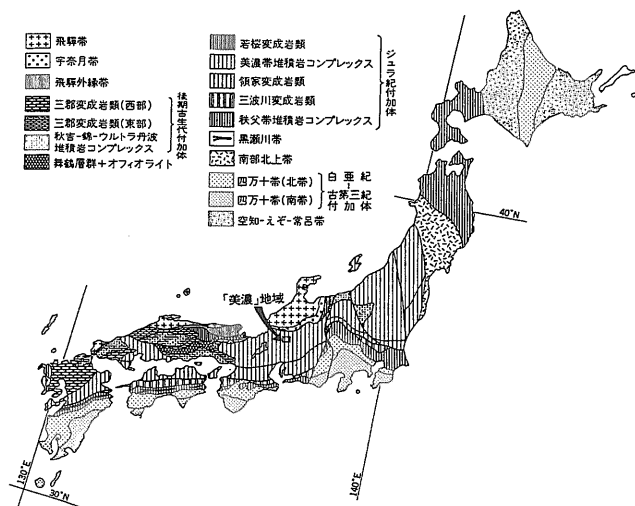 飛騨帯
宇奈月帯
飛騨外縁帯
三郡変成岩類(西部)
三郡変成岩類(東部)
秋吉-錦-ウルトラ丹波
堆積岩コンプレックス
舞鶴層群+オフィオライト
後期古生代付加体
若桜変成岩類
美濃帯堆積岩コンプレックス
領家変成岩類
三波川変成岩類
秩父帯堆積岩コンプレックス
ジュラ紀付加体
黒瀬川帯
南部北上帯
四万十帯(北帯)
四万十帯(南帯)
白亜紀-古第三紀付加体
空知-えぞ-常呂帯
「美濃」地域
40°N
130°E
30°N
140°E